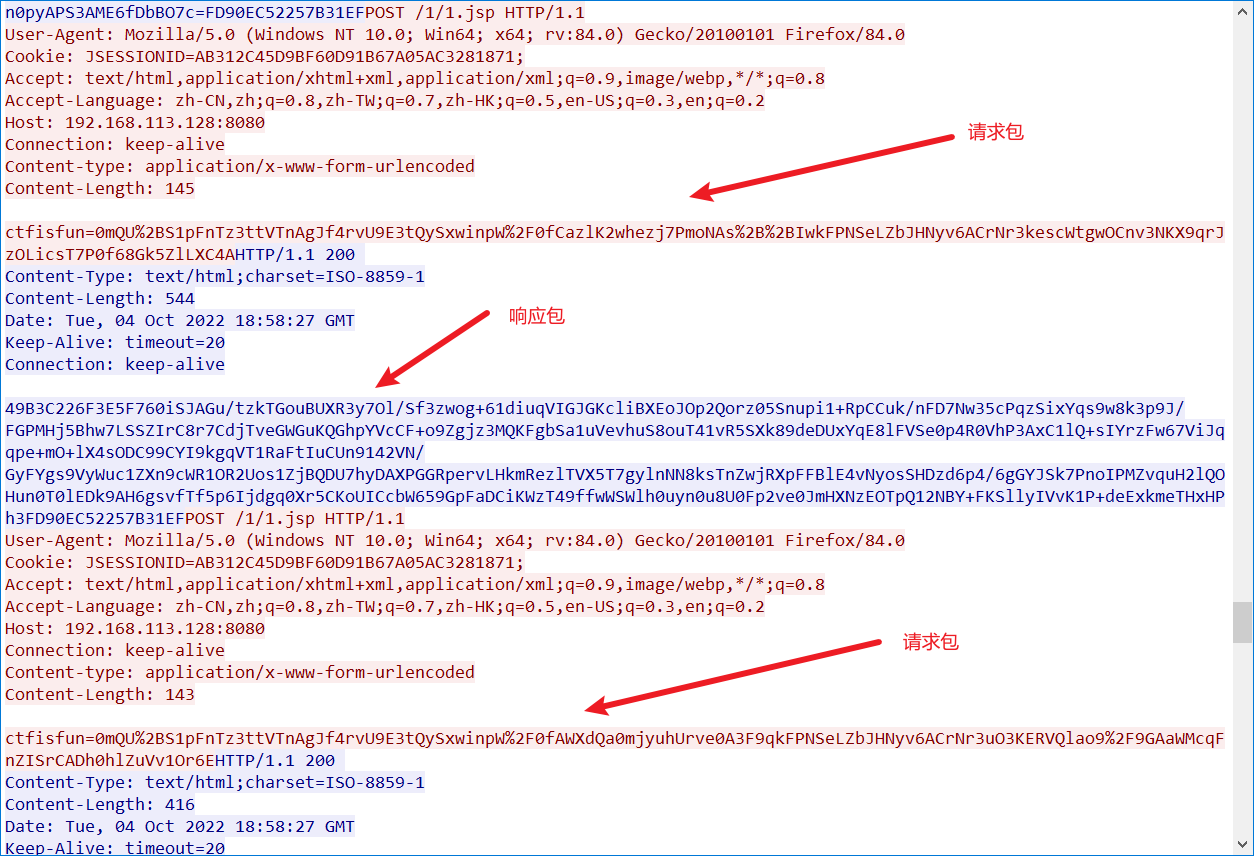 n0pyAPS3AME6fDbBO7c=FD90EC52257B31EFPOST /1/1.jsp HTTP/1.1
User-Agent: Mozilla/5.0 (Windows NT 10.0; Win64; x64; rv:84.0) Gecko/20100101 Firefox/84.0
Cookie: JSESSIONID=AB312C45D9BF60D91B67A05AC3281871;
Accept: text/html,application/xhtml+xml,application/xml;q=0.9,image/webp,*/*;q=0.8
Accept-Language: zh-CN,zh;q=0.8,zh-TW;q=0.7,zh-HK;q=0.5,en-US;q=0.3,en;q=0.2
Host: 192.168.113.128:8080
请求包
Connection: keep-alive
Content-type: application/x-www-form-urlencoded
Content-Length: 145
ctfisfun=0mQU%2BS1pFnTz3ttVTnAgJf4rvU9E3tQySxwinpW%2F0fCazlK2whezj7PmoNAs%2B%2BIwkFPNSeLZbJHNyv6ACrNr3kescWtgwOCnv3NKX9qrJ
zOLicsT7P0f68Gk5ZlLXC4AHTTP/1.1 200
Content-Type: text/html;charset=ISO-8859-1
Content-Length: 544
响应包
Date: Tue, 04 Oct 2022 18:58:27 GMT
Keep-Alive: timeout=20
Connection: keep-alive
49B3C226F3E5F760iSJAGu/tzkTGouBUXR3y7Ol/Sf3zwog+61diuqVIGJGKcliBXEoJOp2Qorz05Snupi1+RpCCuk/nFD7Nw35cPqzSixYqs9w8k3p9J/
FGPMHj5Bhw7LSSZIrC8r7CdjTveGWGuKQGhpYVcCF+o9Zgjz3MQKFgbSa1uVevhuS8ouT41vR5SXk89deDUxYqE8lFVSe0p4R0VhP3AxC1lQ+sIYrzFw67ViJq
qpe+mO+lX4sODC99CYI9kgqVT1RaFtIuCUn9142VN/
GyFYgs9VyWuc1ZXn9cWR1OR2Uos1ZjBQDU7hyDAXPGGRpervLHkmRezlTVX5T7gylnNN8ksTnZwjRXpFFBlE4vNyosSHDzd6p4/6gGYJSk7PnoIPMZvquH2lQO
Hun0T0lEDk9AH6gsvfTf5p6Ijdgq0Xr5CKoUICcbW659GpFaDCiKWzT49ffwWSWlh0uyn0u8U0Fp2ve0JmHXNzEOTpQ12NBY+FKSllyIVvK1P+deExkmeTHxHP
h3FD90EC52257B31EFPOST /1/1.jsp HTTP/1.1
User-Agent: Mozilla/5.0 (Windows NT 10.0; Win64; x64; rv:84.0) Gecko/20100101 Firefox/84.0
Cookie: JSESSIONID=AB312C45D9BF60D91B67A05AC3281871;
Accept: text/html,application/xhtml+xml,application/xml;q=0.9,image/webp,*/*;q=0.8
Accept-Language: zh-CN,zh;q=0.8,zh-TW;q=0.7,zh-HK;q=0.5,en-US;q=0.3,en;q=0.2
Host: 192.168.113.128:8080
请求包
Connection: keep-alive
Content-type: application/x-www-form-urlencoded
Content-Length: 143
ctfisfun=0mQU%2BS1pFnTz3ttVTnAgJf4rvU9E3tQySxwinpW%2F0fAWXdQa0mjyuhUrve0A3F9qkFPNSeLZbJHNyv6ACrNr3uO3KERVQlao9%2F9GAaWMcqF
nZISrCADh0hlZuVv1Or6EHTTP/1.1 200
Content-Type: text/html;charset=ISO-8859-1
Content-Length: 416
Date: Tue, 04 Oct 2022 18:58:27 GMT
Keep-Alive: timeout=20